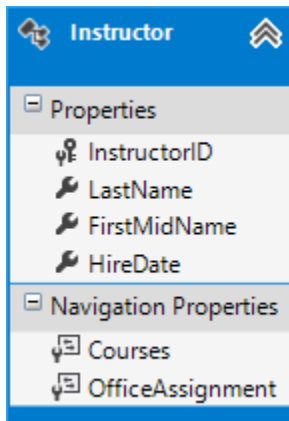 Instructor
Properties
InstructorID
LastName
FirstMidName
HireDate
Navigation Properties
Courses
OfficeAssignment